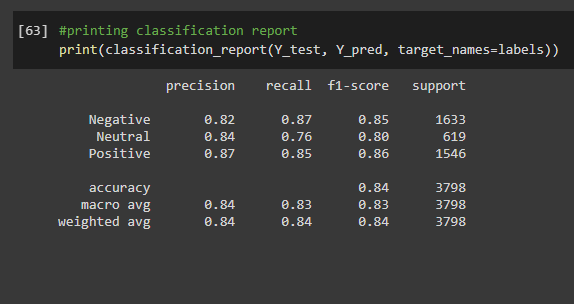 [63] #printing classification report
print(classification_report(Y_test, Y_pred, target_names=labels))
precision recall f1-score support
Negative 0.82 0.87 0.85 1633
Neutral 0.84 0.76 0.80 619
Positive 0.87 0.85 0.86 1546
accuracy 0.84 3798
macro avg 0.84 0.83 0.83 3798
weighted avg 0.84 0.84 0.84 3798